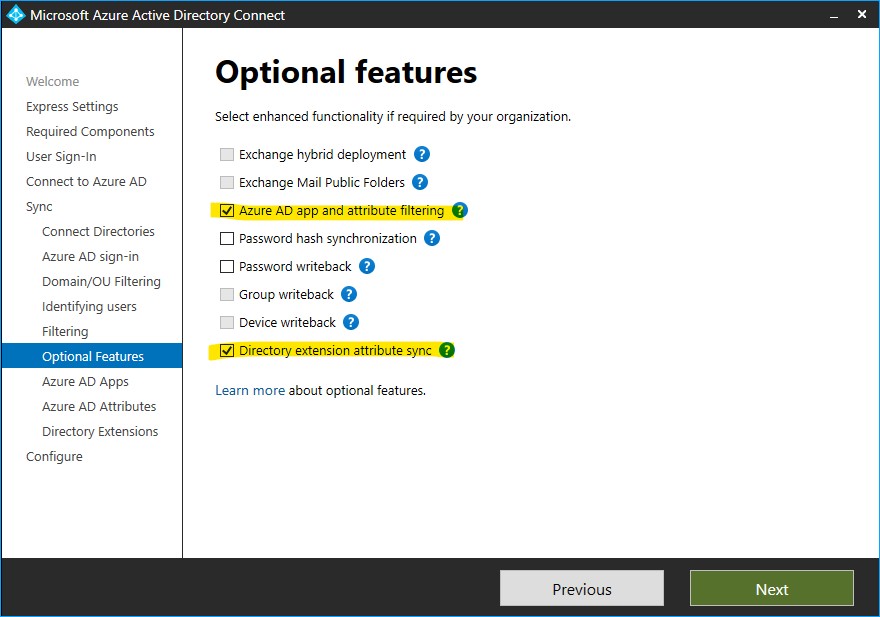 Microsoft Azure Active Directory Connect
Welcome
Express Settings
Required Components
User Sign-In
Connect to Azure AD
Sync
Connect Directories
Azure AD sign-in
Domain/OU Filtering
Identifying users
Filtering
Optional Features
Azure AD Apps
Azure AD Attributes
Directory Extensions
Configure
Optional features
Select enhanced functionality if required by your organization.
Exchange hybrid deployment ?
Exchange Mail Public Folders ?
Azure AD app and attribute filtering ?
Password hash synchronization ?
Password writeback ?
Group writeback ?
Device writeback ?
Directory extension attribute sync ?
Learn more about optional features.
Previous
Next